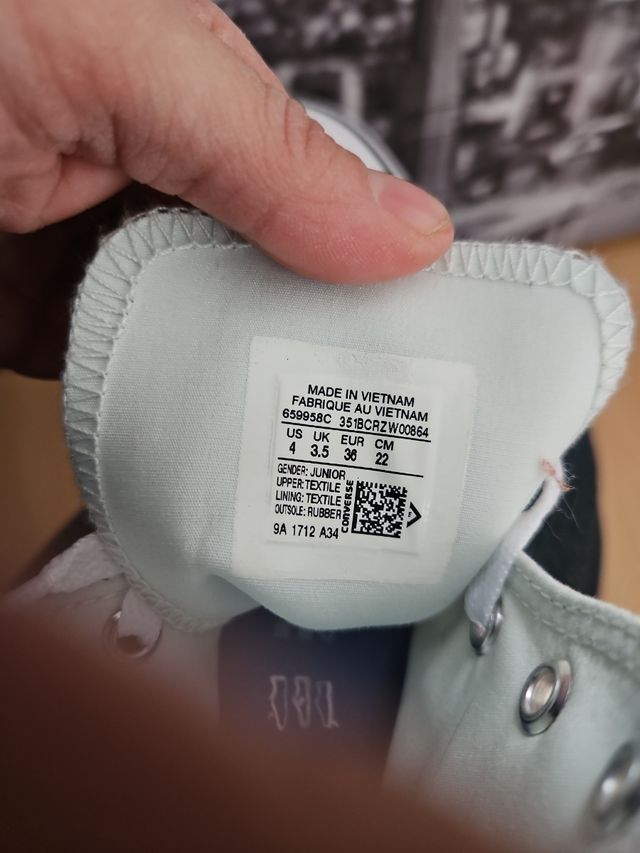 MADE IN VIETNAM
FABRIQUE AU VIETNAM
659958C 351BCRZW00864
US UK EUR CM
4 3.5 36 22
GENDER: JUNIOR
UPPER: TEXTILE
LINING: TEXTILE
OUTSOLE: RUBBER
CONVERSE
9A 1712 A34